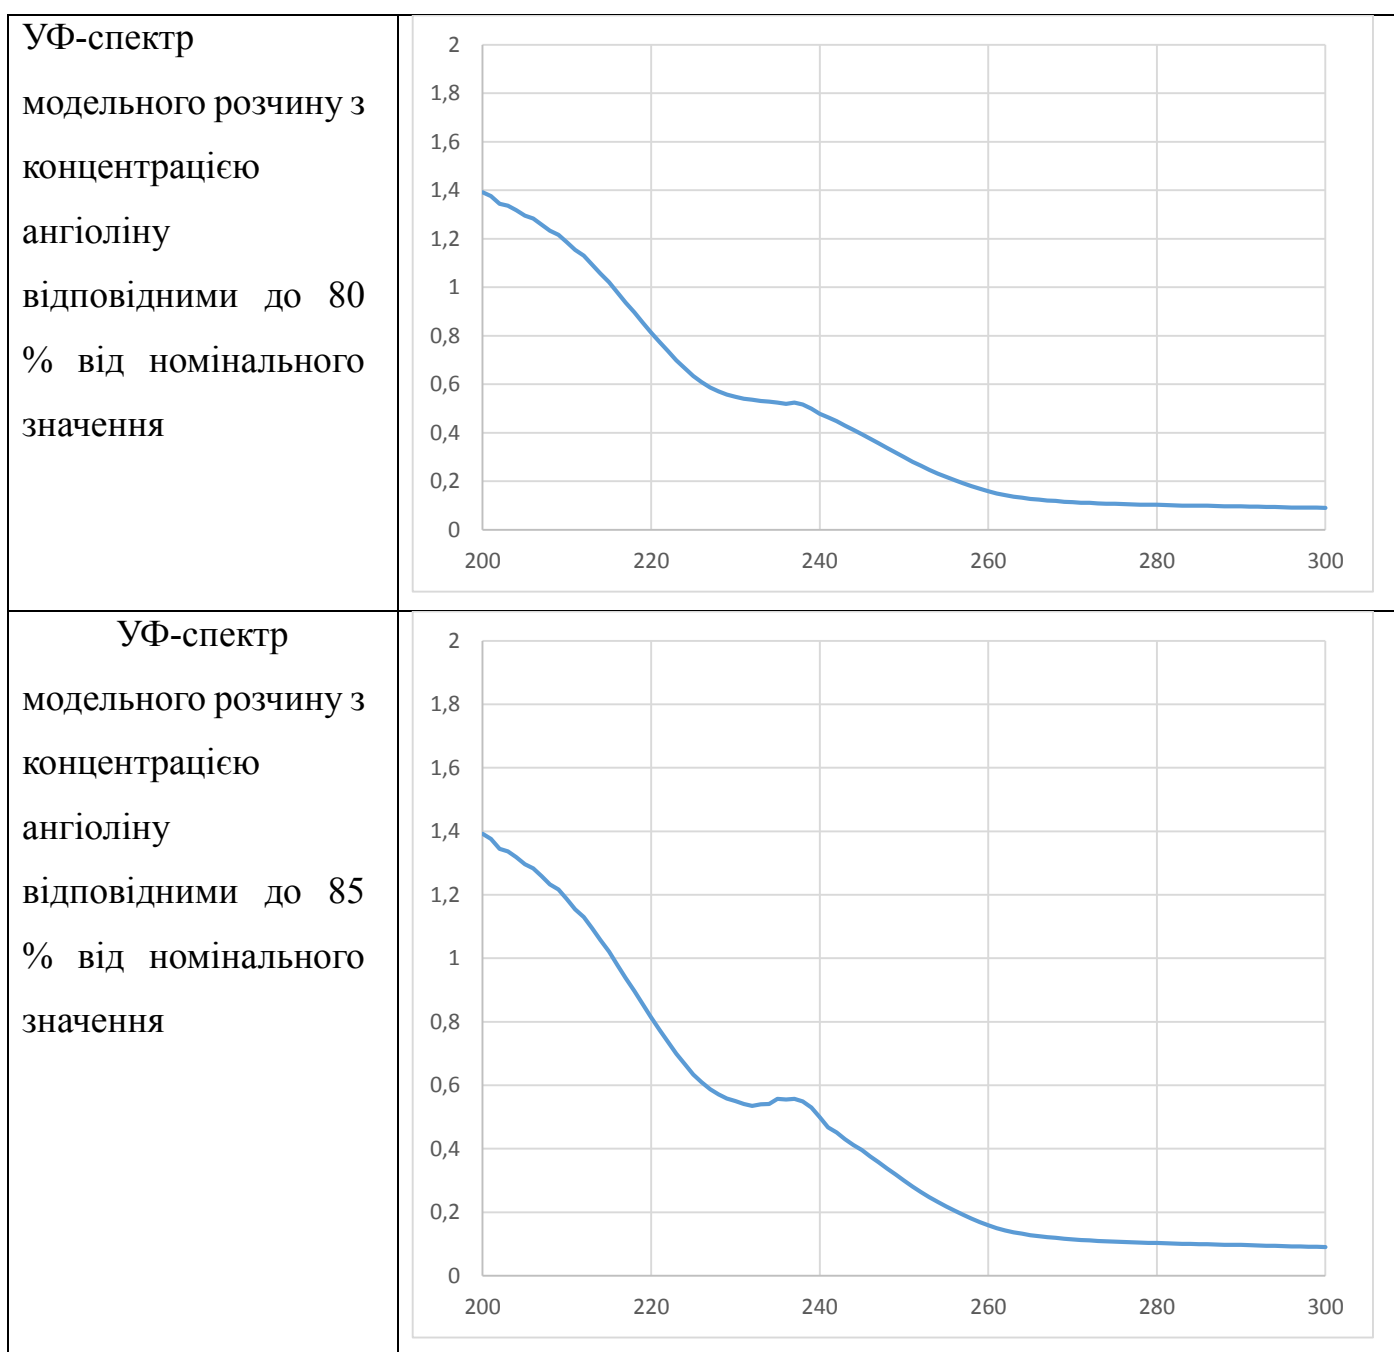 УФ-спектр
модельного розчину з
концентрацією
ангіоліну
відповідними до 80
% від номінального
значення
2
1,8
1,6
1,4
1,2
1
0,8
0,6
0,4
0,2
0
200 220 240 260 280 300
УФ-спектр
модельного розчину з
концентрацією
ангіоліну
відповідними до 85
% від номінального
значення
2
1,8
1,6
1,4
1,2
1
0,8
0,6
0,4
0,2
0
200 220 240 260 280 300